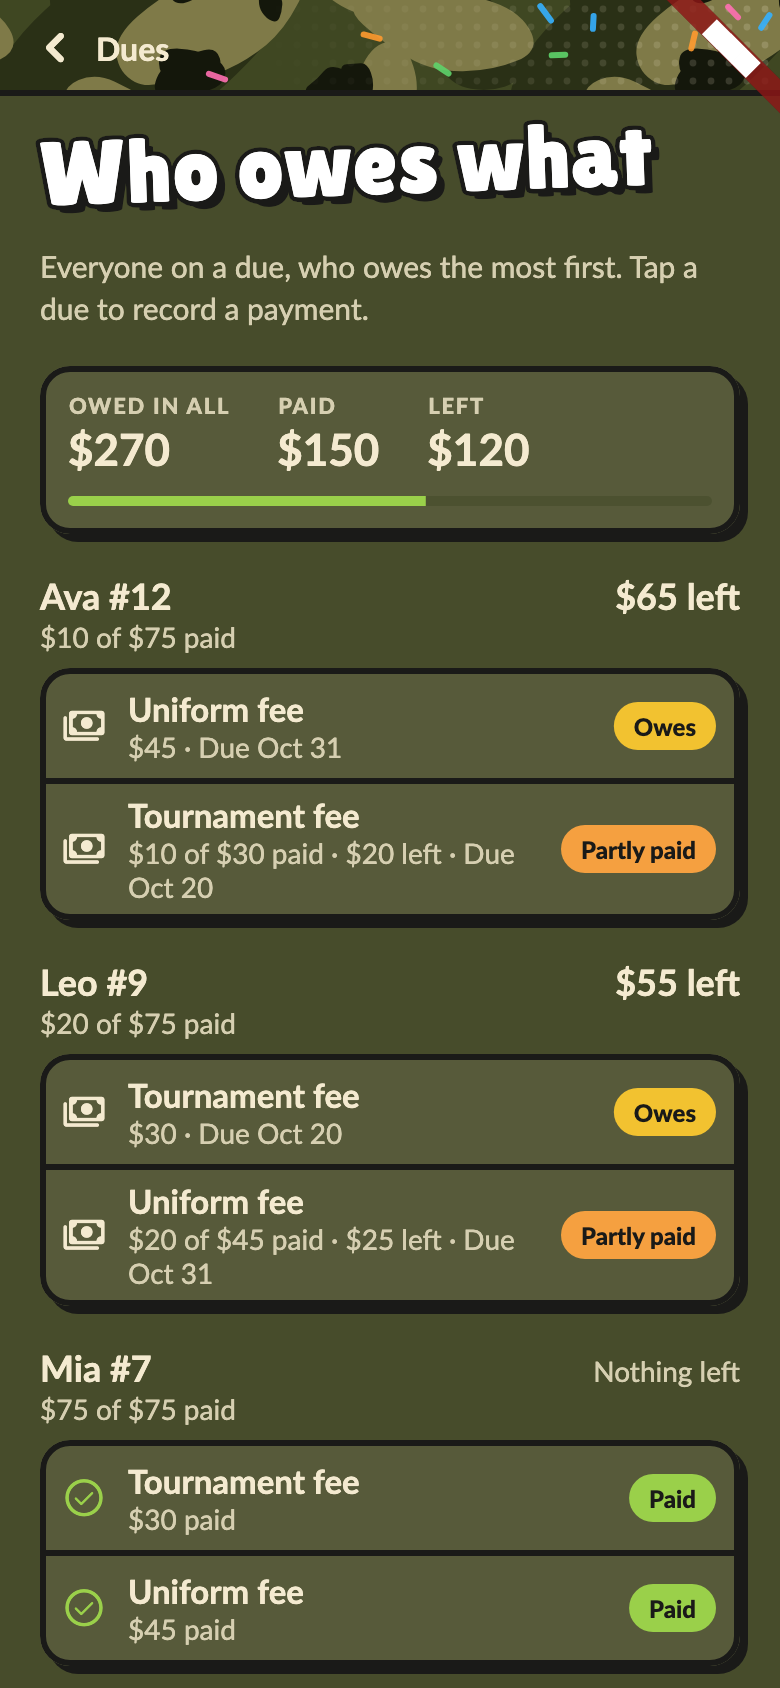 Dues
Who owes what
Everyone on a due, who owes the most first. Tap a
due to record a payment.
OWED IN ALL PAID LEFT
$270 $150 $120
Ava #12 $65 left
$10 of $75 paid
Uniform fee
$45 · Due Oct 31
Owes
Tournament fee
$10 of $30 paid · $20 left · Due
Oct 20
Partly paid
Leo #9 $55 left
$20 of $75 paid
Tournament fee
$30 · Due Oct 20
Owes
Uniform fee
$20 of $45 paid · $25 left · Due
Oct 31
Partly paid
Mia #7 Nothing left
$75 of $75 paid
Tournament fee
$30 paid
Paid
Uniform fee
$45 paid
Paid